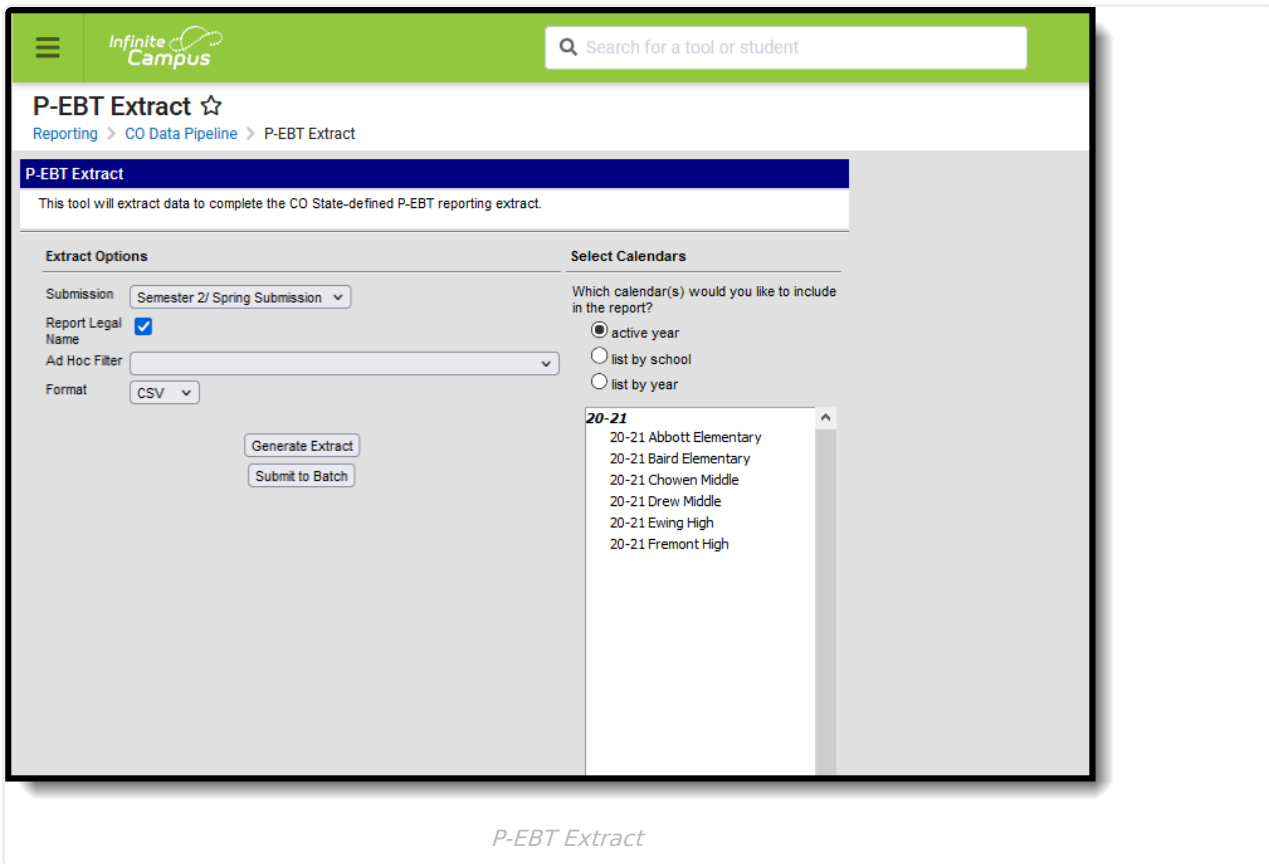 Infinite
Campus
Search for a tool or student
P-EBT Extract
Reporting > CO Data Pipeline > P-EBT Extract
P-EBT Extract
This tool will extract data to complete the CO State-defined P-EBT reporting extract.
Extract Options
Submission Semester 2/ Spring Submission
Report Legal
Name
Ad Hoc Filter
Format CSV
Generate Extract
Submit to Batch
Select Calendars
Which calendar(s) would you like to include
in the report?
active year
list by school
list by year
20-21
20-21 Abbott Elementary
20-21 Baird Elementary
20-21 Chowen Middle
20-21 Drew Middle
20-21 Ewing High
20-21 Fremont High
P-EBT Extract